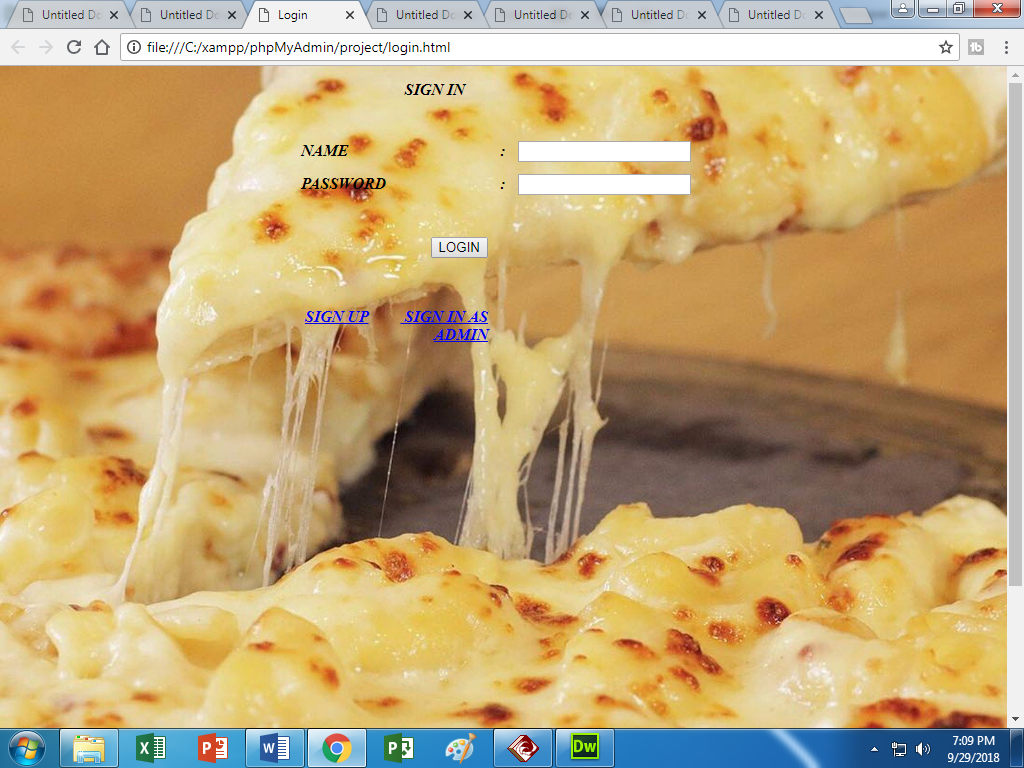 Untitled Do
Untitled Do
Login
Untitled Do
Untitled Do
Untitled Do
Untitled Do
file:///C:/xampp/phpMyAdmin/project/login.html
SIGN IN
NAME :
PASSWORD :
LOGIN
SIGN UP SIGN IN AS
ADMIN
7:09 PM
9/29/2018
X
P
W
P
Dw